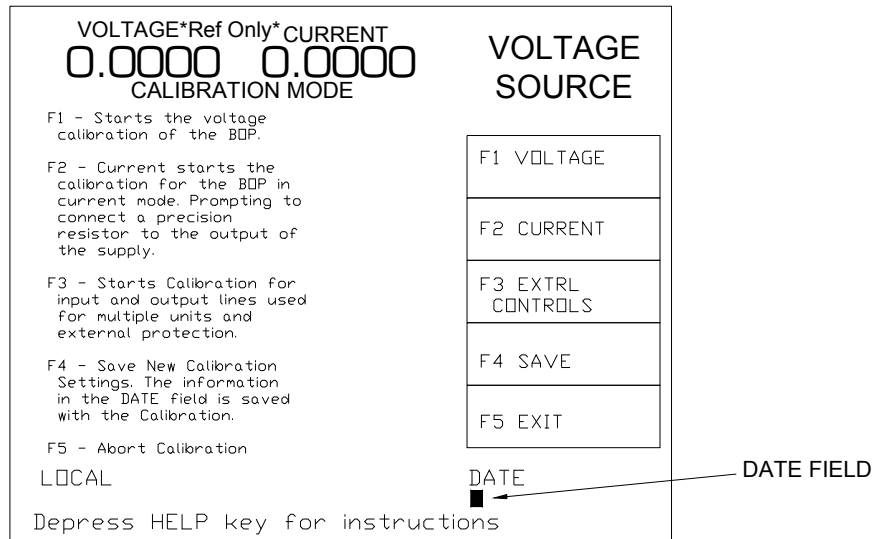 VOLTAGE*Ref Only* CURRENT
0.0000 0.0000
CALIBRATION MODE
F1 - Starts the voltage
calibration of the BOP.
F2 - Current starts the
calibration for the BOP in
current mode. Prompting to
connect a precision
resistor to the output of
the supply.
F3 - Starts Calibration for
input and output lines used
for multiple units and
external protection.
F4 - Save New Calibration
Settings. The information
in the DATE field is saved
with the Calibration.
F5 - Abort Calibration
LOCAL
VOLTAGE
SOURCE
F1 VOLTAGE
F2 CURRENT
F3 EXTRL
CONTROLS
F4 SAVE
F5 EXIT
DATE
DATE FIELD
Depress HELP key for instructions